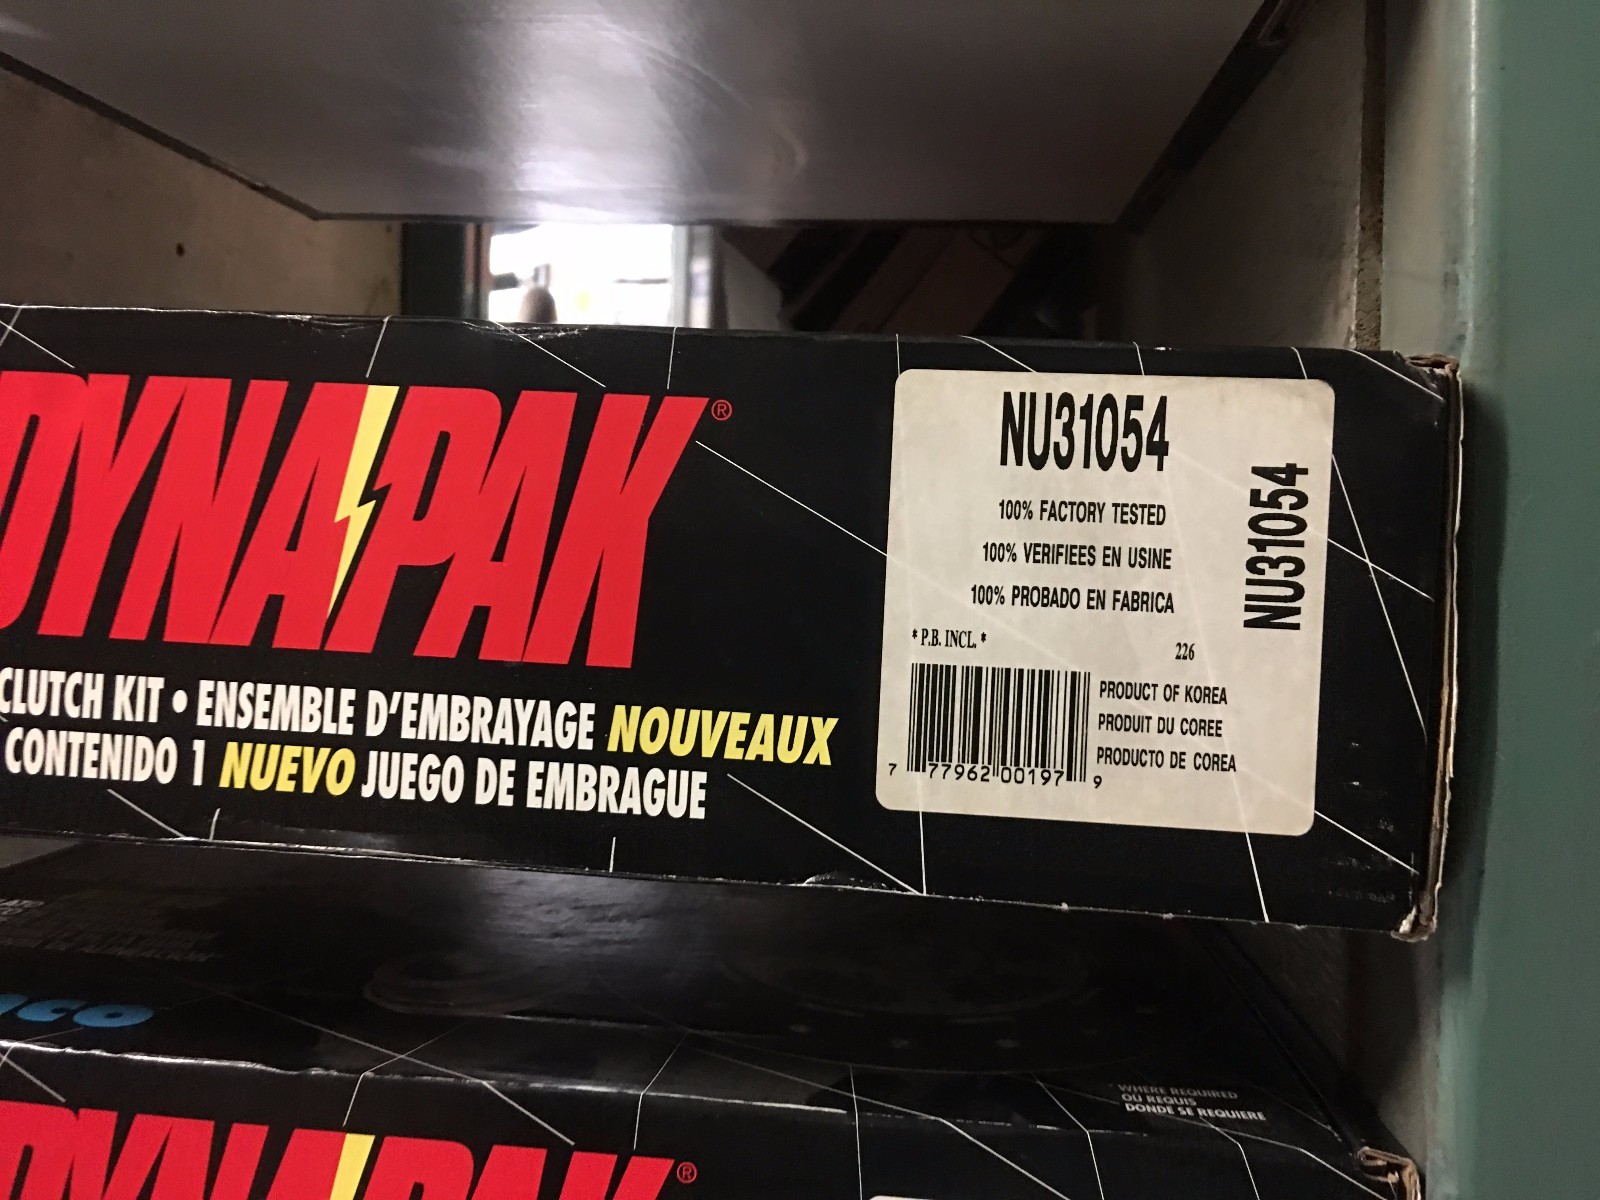 DYNAPAK®
CLUTCH KIT • ENSEMBLE D'EMBRAYAGE NOUVEAUX
CONTENIDO 1 NUEVO JUEGO DE EMBRAGUE
NU31054
100% FACTORY TESTED
100% VERIFIEES EN USINE
100% PROBADO EN FABRICA
* P.B. INCL. *
226
PRODUCT OF KOREA
PRODUIT DU COREE
PRODUCTO DE COREA
7 77962 00197 9
NU31054
WHERE REQUIRED
OU REQUIS
DONDE SE REQUIERE
DYNAPAK®